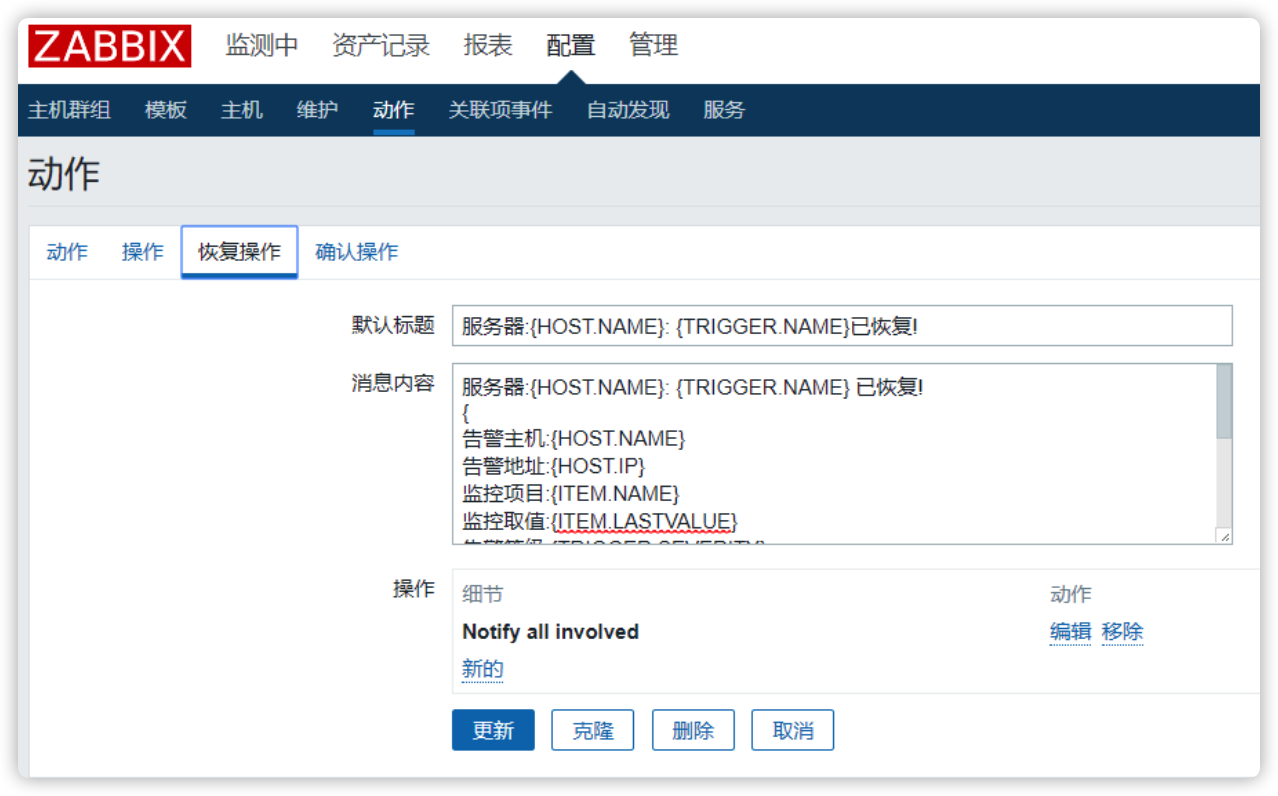 ZABBIX 监测中 资产记录 报表 配置 管理
主机群组 模板 主机 维护 动作 关联项事件 自动发现 服务
动作
动作 操作 恢复操作 确认操作
默认标题 服务器:{HOST.NAME}: {TRIGGER.NAME}已恢复!
消息内容 服务器:{HOST.NAME}: {TRIGGER.NAME} 已恢复!
{
告警主机:{HOST.NAME}
告警地址:{HOST.IP}
监控项目:{ITEM.NAME}
监控取值:{ITEM.LASTVALUE}
告警等级:{TRIGGER.SEVERITY}
操作 细节 动作
Notify all involved 编辑 移除
新的
更新 克隆 删除 取消